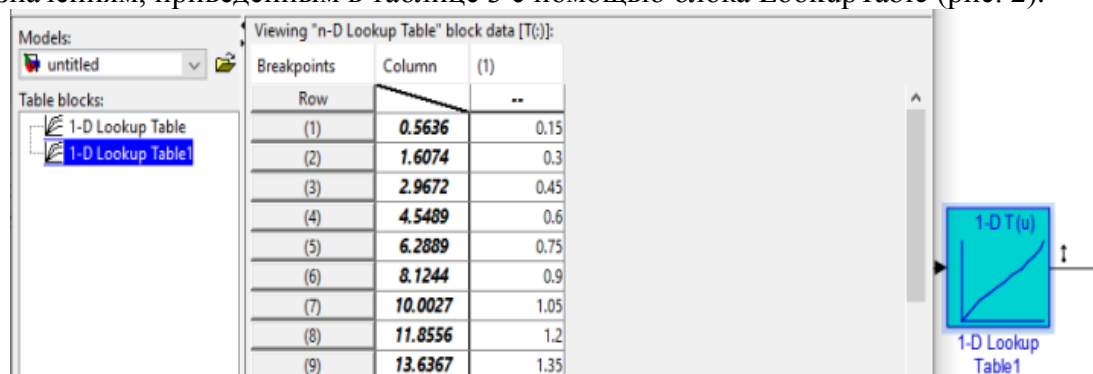 значениям, приведенным в таблице 3 с помощью блока LookupTable (рис. 2).
Models:
untitled
Table blocks:
1-D Lookup Table
1-D Lookup Table1
Viewing "n-D Lookup Table" block data [T(:)]:
Breakpoints Column (1)
Row --
(1) 0.5636 0.15
(2) 1.6074 0.3
(3) 2.9672 0.45
(4) 4.5489 0.6
(5) 6.2889 0.75
(6) 8.1244 0.9
(7) 10.0027 1.05
(8) 11.8556 1.2
(9) 13.6367 1.35
1-D T(u)
1-D Lookup
Table1